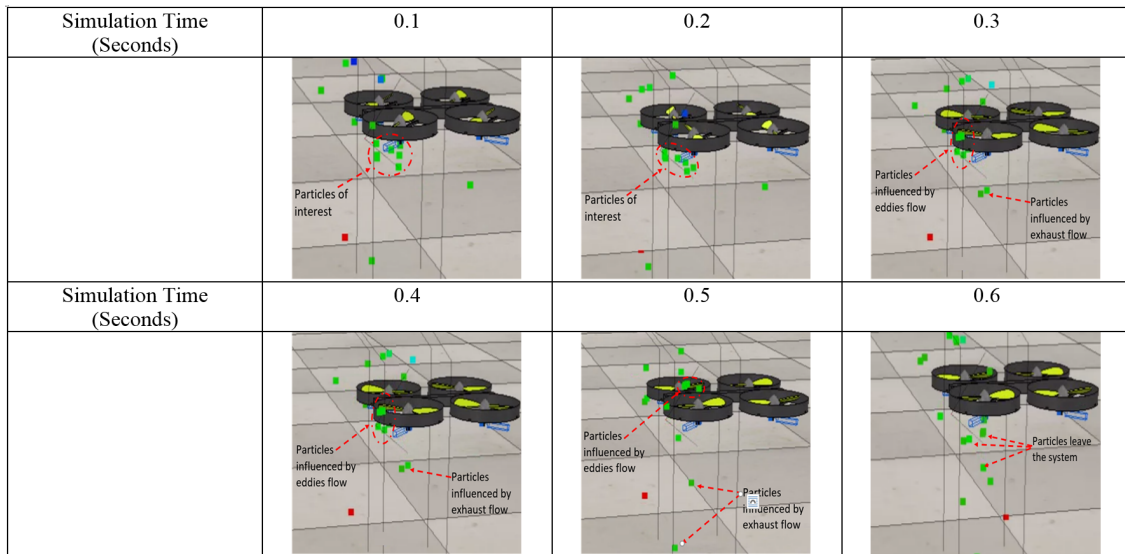 Simulation Time
(Seconds)
0.1
0.2
0.3
Particles of
interest
Particles of
interest
Particles
influenced by
eddies flow
Particles
influenced by
exhaust flow
Simulation Time
(Seconds)
0.4
0.5
0.6
Particles
influenced by
eddies flow
Particles
influenced by
exhaust flow
Particles
influenced by
eddies flow
Particles
influenced by
exhaust flow
Particles leave
the system